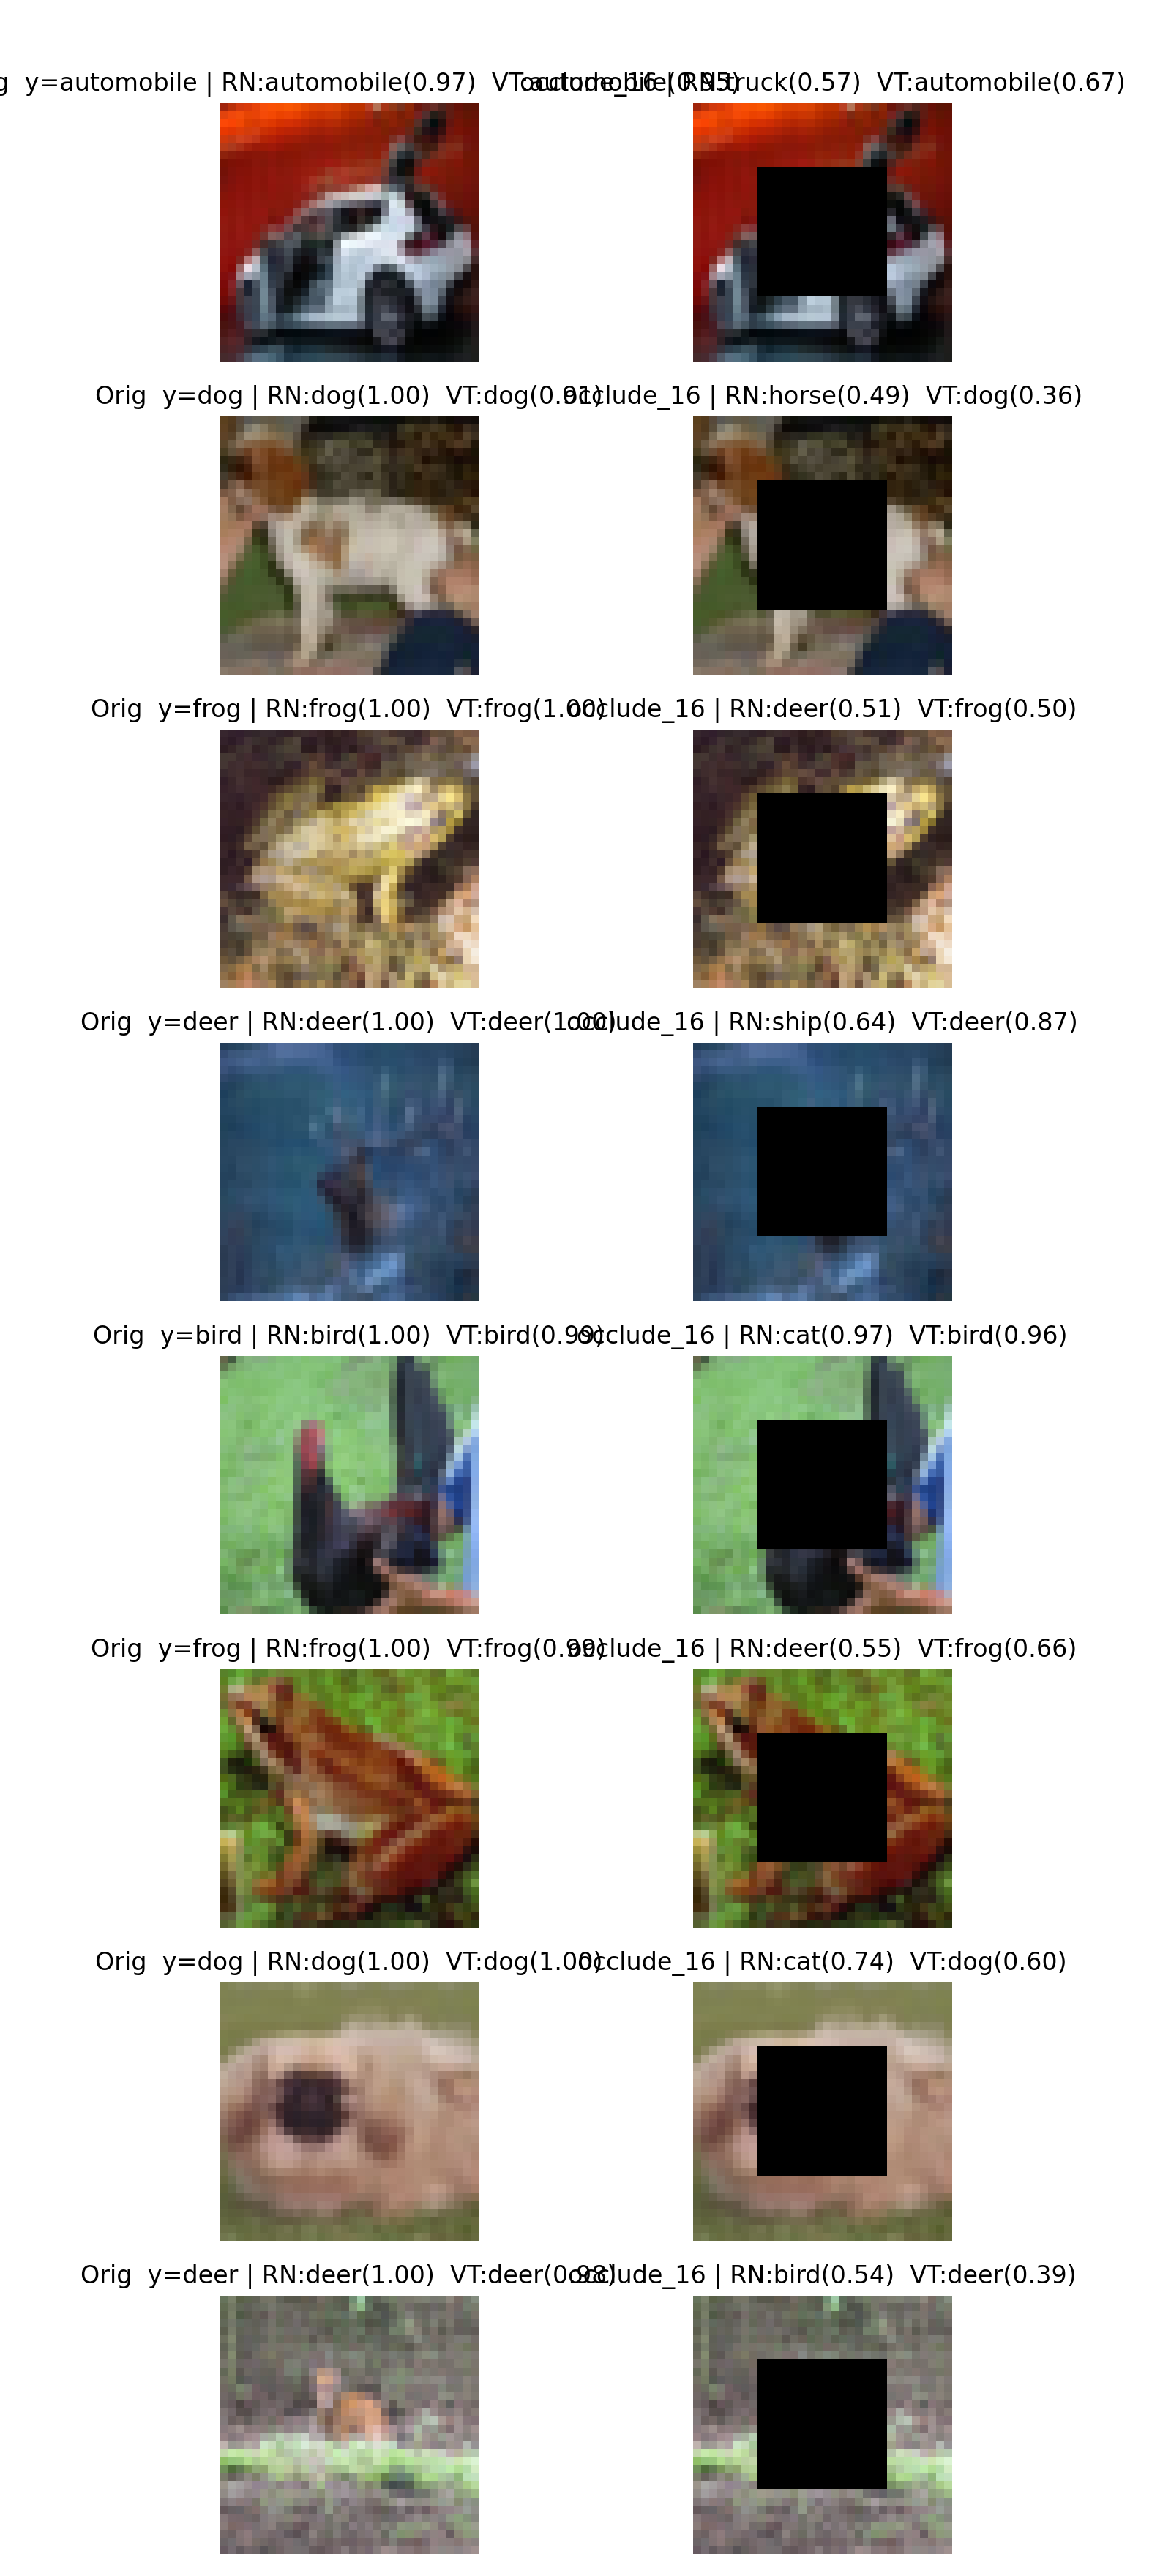 g  y=automobile | RN:automobile(0.97)  VT:automobile(0.95)
occlude_16 | RN:truck(0.57)  VT:automobile(0.67)
Orig  y=dog | RN:dog(1.00)  VT:dog(0.91)
occlude_16 | RN:horse(0.49)  VT:dog(0.36)
Orig  y=frog | RN:frog(1.00)  VT:frog(1.00)
occlude_16 | RN:deer(0.51)  VT:frog(0.50)
Orig  y=deer | RN:deer(1.00)  VT:deer(1.00)
occlude_16 | RN:ship(0.64)  VT:deer(0.87)
Orig  y=bird | RN:bird(1.00)  VT:bird(0.99)
occlude_16 | RN:cat(0.97)  VT:bird(0.96)
Orig  y=frog | RN:frog(1.00)  VT:frog(0.99)
occlude_16 | RN:deer(0.55)  VT:frog(0.66)
Orig  y=dog | RN:dog(1.00)  VT:dog(1.00)
occlude_16 | RN:cat(0.74)  VT:dog(0.60)
Orig  y=deer | RN:deer(1.00)  VT:deer(0.98)
occlude_16 | RN:bird(0.54)  VT:deer(0.39)